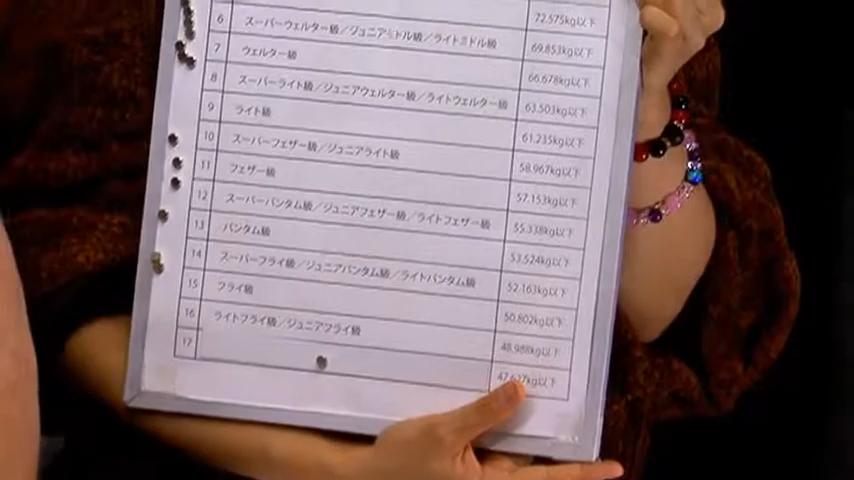 72.575kg以下
6 スーパーウェルター級／ジュニアミドル級／ライトミドル級 69.853kg以下
7 ウェルター級 66.678kg以下
8 スーパーライト級／ジュニアウェルター級／ライトウェルター級 63.503kg以下
9 ライト級 61.235kg以下
10 スーパーフェザー級／ジュニアライト級 58.967kg以下
11 フェザー級 57.153kg以下
12 スーパーバンタム級／ジュニアフェザー級／ライトフェザー級 55.338kg以下
13 バンタム級 53.524kg以下
14 スーパーフライ級／ジュニアバンタム級／ライトバンタム級 52.163kg以下
15 フライ級 50.802kg以下
16 ライトフライ級／ジュニアフライ級 48.988kg以下
17 47.627kg以下